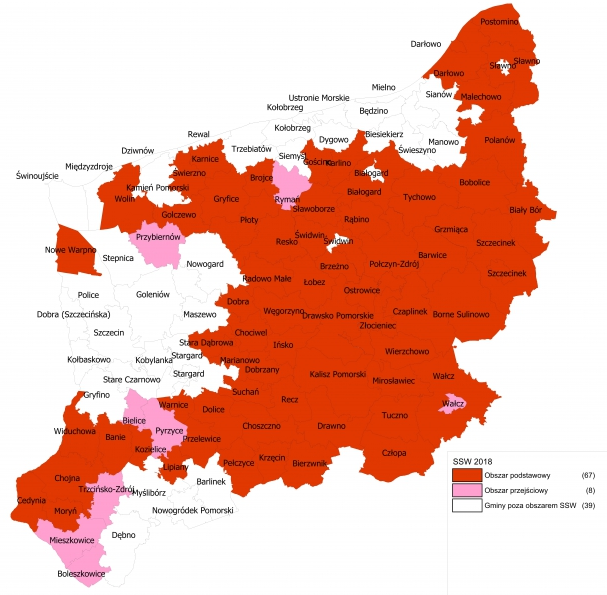 Postomino
Darłowo
Sławno
Sławno
Darłowo
Mielno
Sianów
Malechowo
Ustronie Morskie
Kołobrzeg
Będzino
Kołobrzeg
Biesiekierz
Rewal
Dygowo
Manowo
Polanów
Dziwnów
Trzebiatów
Siemyśl
Świeszyno
Karnice
Gościno
Karlino
Międzyzdroje
Świerzno
Brojce
Białogard
Świnoujście
Bobolice
Kamień Pomorski
Białogard
Wolin
Gryfice
Ryman
Tychowo
Sławoborze
Biały Bór
Golczewo
Płoty
Rąbino
Grzmiąca
Przybiernów
Świdwin
Resko
Świdwin
Szczecinek
Nowe Warpno
Stepnica
Barwice
Nowogard
Brzeżno
Połczyn-Zdrój
Szczecinek
Radowo Małe
Łobez
Police
Goleniów
Ostrowice
Dobra
Dobra (Szczecińska)
Maszewo
Węgorzyno
Drawsko Pomorskie
Czaplinek
Borne Sulinowo
Złocieniec
Szczecin
Chociwel
Stara Dąbrowa
Ińsko
Wierzchowo
Kołbaskowo
Kobylanka
Stargard
Marianowo
Dobrzany
Stare Czarnowo
Stargard
Kalisz Pomorski
Mirosławiec
Wałcz
Gryfino
Suchań
Recz
Warnice
Dolice
Wałcz
Bielice
Tuczno
Widuchowa
Banie
Pyrzyce
Przelewice
Choszczno
Drawno
Kozielice
Człopa
Lipiany
Pełczyce
Krzęcin
Bierzwnik
Chojna
Barlinek
Trzcińsko-Zdrój
Myślibórz
Cedynia
Moryń
Nowogródek Pomorski
Dębno
Mieszkowice
Boleszkowice
SSW 2018
Obszar podstawowy (67)
Obszar przejściowy (8)
Gminy poza obszarem SSW (39)